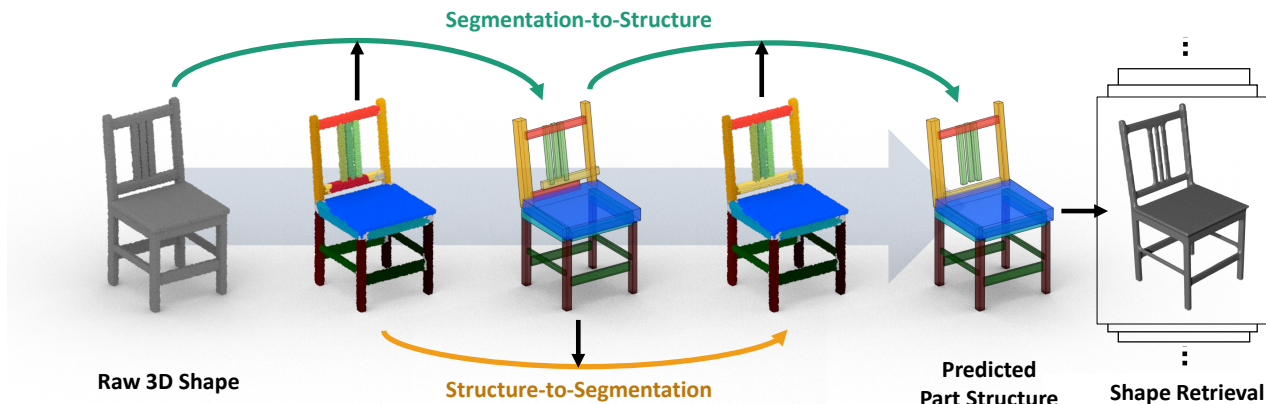 Segmentation-to-Structure
Raw 3D Shape
Structure-to-Segmentation
Predicted
Part Structure
Shape Retrieval